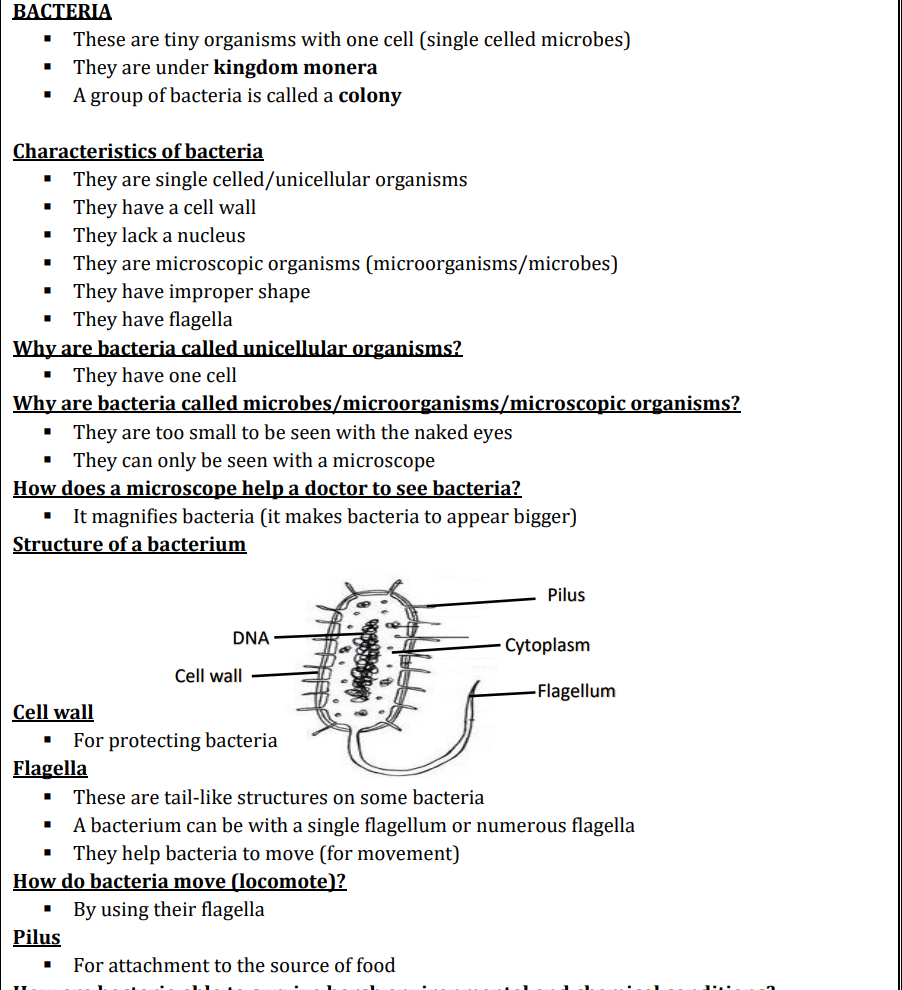 BACTERIA
▪ These are tiny organisms with one cell (single celled microbes)
▪ They are under kingdom monera
▪ A group of bacteria is called a colony
Characteristics of bacteria
▪ They are single celled/unicellular organisms
▪ They have a cell wall
▪ They lack a nucleus
▪ They are microscopic organisms (microorganisms/microbes)
▪ They have improper shape
▪ They have flagella
Why are bacteria called unicellular organisms?
▪ They have one cell
Why are bacteria called microbes/microorganisms/microscopic organisms?
▪ They are too small to be seen with the naked eyes
▪ They can only be seen with a microscope
How does a microscope help a doctor to see bacteria?
▪ It magnifies bacteria (it makes bacteria to appear bigger)
Structure of a bacterium
Pilus
DNA
Cytoplasm
Cell wall
Flagellum
Cell wall
▪ For protecting bacteria
Flagella
▪ These are tail-like structures on some bacteria
▪ A bacterium can be with a single flagellum or numerous flagella
▪ They help bacteria to move (for movement)
How do bacteria move (locomote)?
▪ By using their flagella
Pilus
▪ For attachment to the source of food